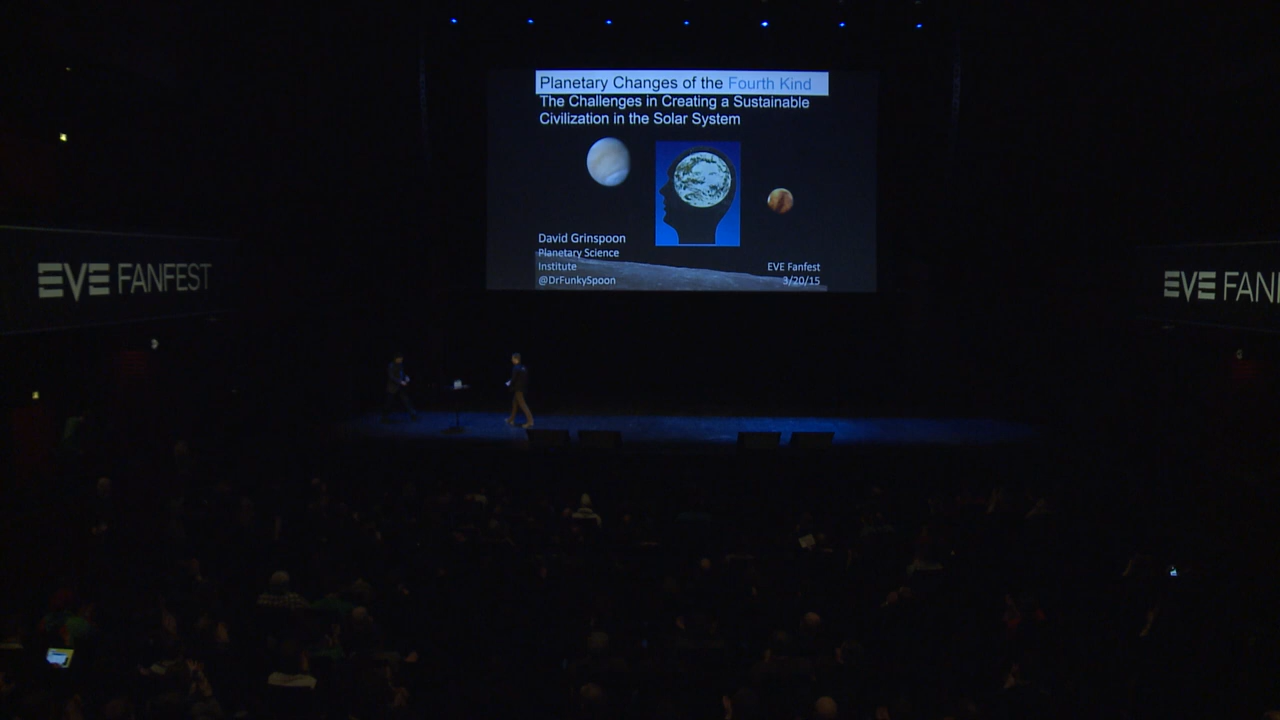 Planetary Changes of the Fourth Kind
The Challenges in Creating a Sustainable
Civilization in the Solar System
David Grinspoon
Planetary Science
Institute
@DrFunkySpoon
EVE Fanfest
3/20/15
EVE FANFEST
EVE FAN